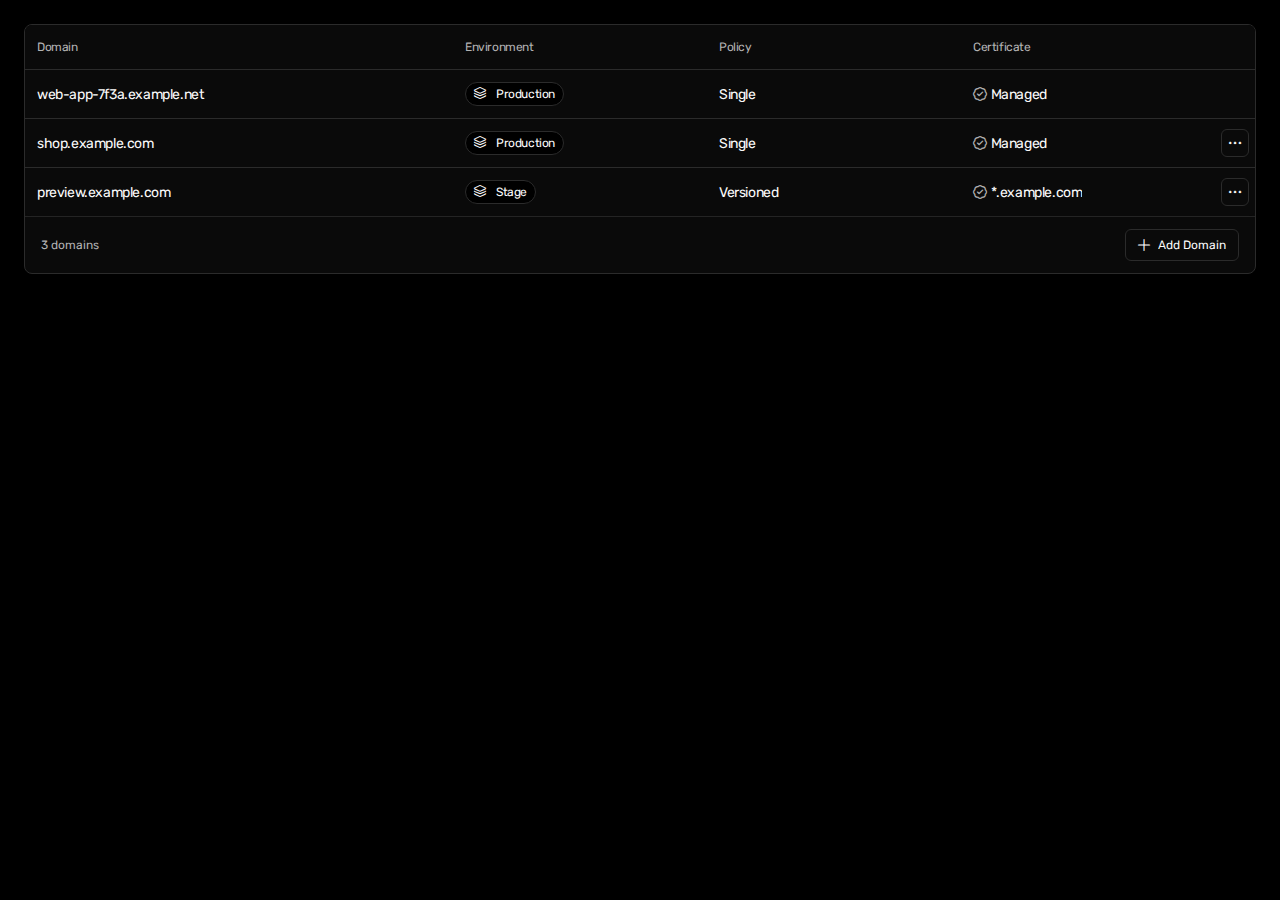 Domain Environment Policy Certificate
web-app-7f3a.example.net Production Single Managed
shop.example.com Production Single Managed
preview.example.com Stage Versioned *.example.com
3 domains Add Domain